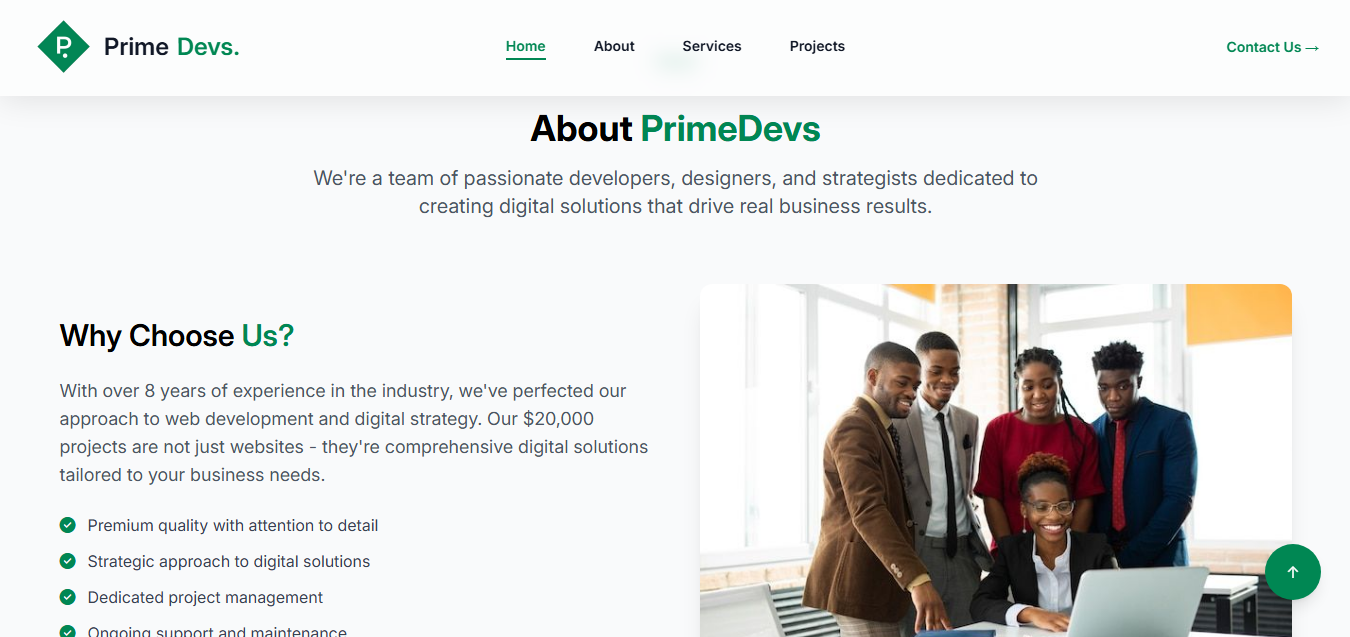 P.
Prime Devs.
Home
About
Services
Projects
Contact Us →
About PrimeDevs
We're a team of passionate developers, designers, and strategists dedicated to
creating digital solutions that drive real business results.
Why Choose Us?
With over 8 years of experience in the industry, we've perfected our
approach to web development and digital strategy. Our $20,000
projects are not just websites - they're comprehensive digital solutions
tailored to your business needs.
Premium quality with attention to detail
Strategic approach to digital solutions
Dedicated project management
Ongoing support and maintenance